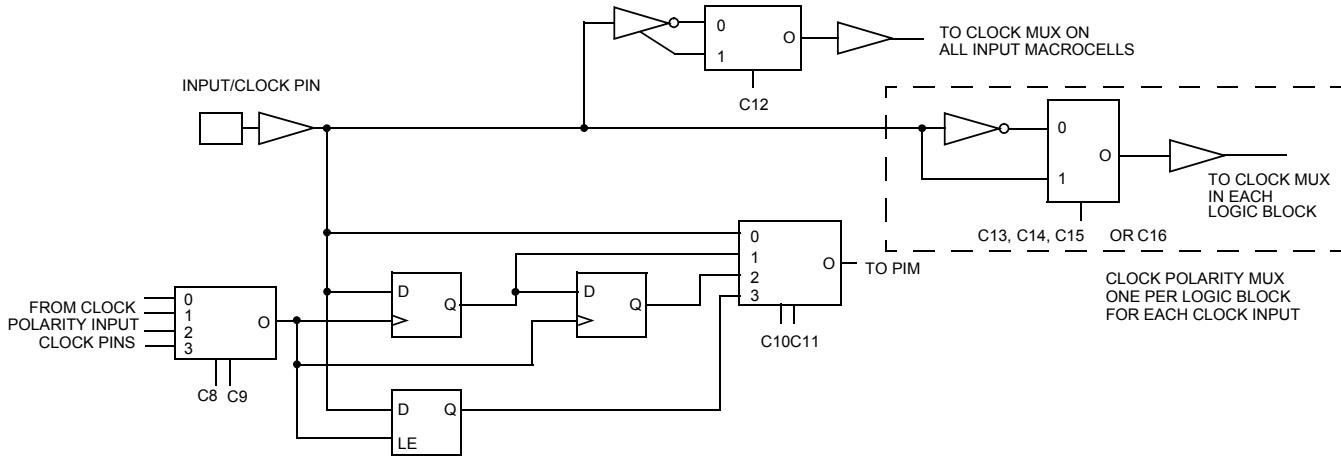 0
1
O
C12
TO CLOCK MUX ON
ALL INPUT MACROCELLS
INPUT/CLOCK PIN
0
1
O
TO CLOCK MUX
IN EACH
LOGIC BLOCK
C13, C14, C15 OR C16
CLOCK POLARITY MUX
ONE PER LOGIC BLOCK
FOR EACH CLOCK INPUT
0
1
2
3
O
TO PIM
C10C11
D
Q
D
Q
FROM CLOCK
POLARITY INPUT
CLOCK PINS
0
1
2
3
O
C8 C9
D
Q
LE